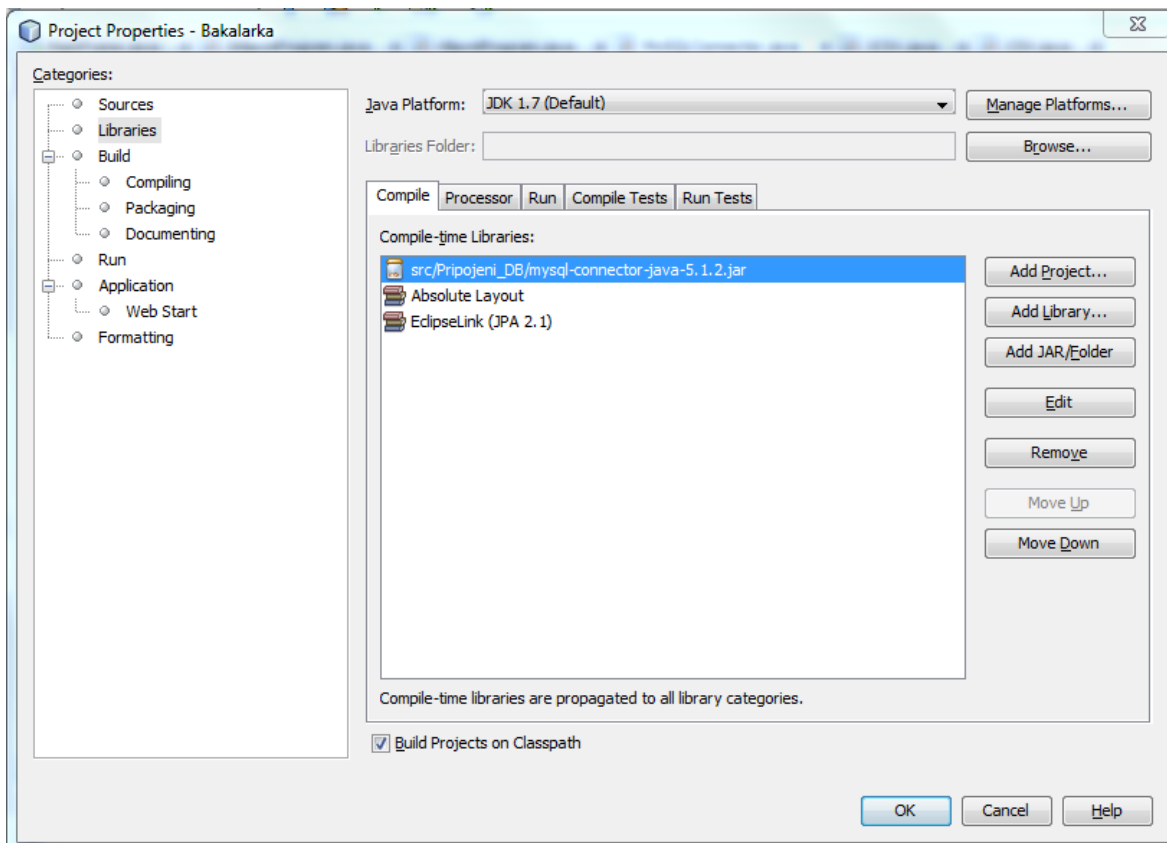 Project Properties - Bakalarka
Categories:
Sources
Libraries
Build
Compiling
Packaging
Documenting
Run
Application
Web Start
Formatting
Java Platform: JDK 1.7 (Default) Manage Platforms...
Libraries Folder: Browse...
Compile Processor Run Compile Tests Run Tests
Compile-time Libraries:
src/Pripojeni_DB/mysql-connector-java-5.1.2.jar
Absolute Layout
EclipseLink (JPA 2.1)
Add Project...
Add Library...
Add JAR/Folder
Edit
Remove
Move Up
Move Down
Compile-time libraries are propagated to all library categories.
Build Projects on Classpath
OK Cancel Help